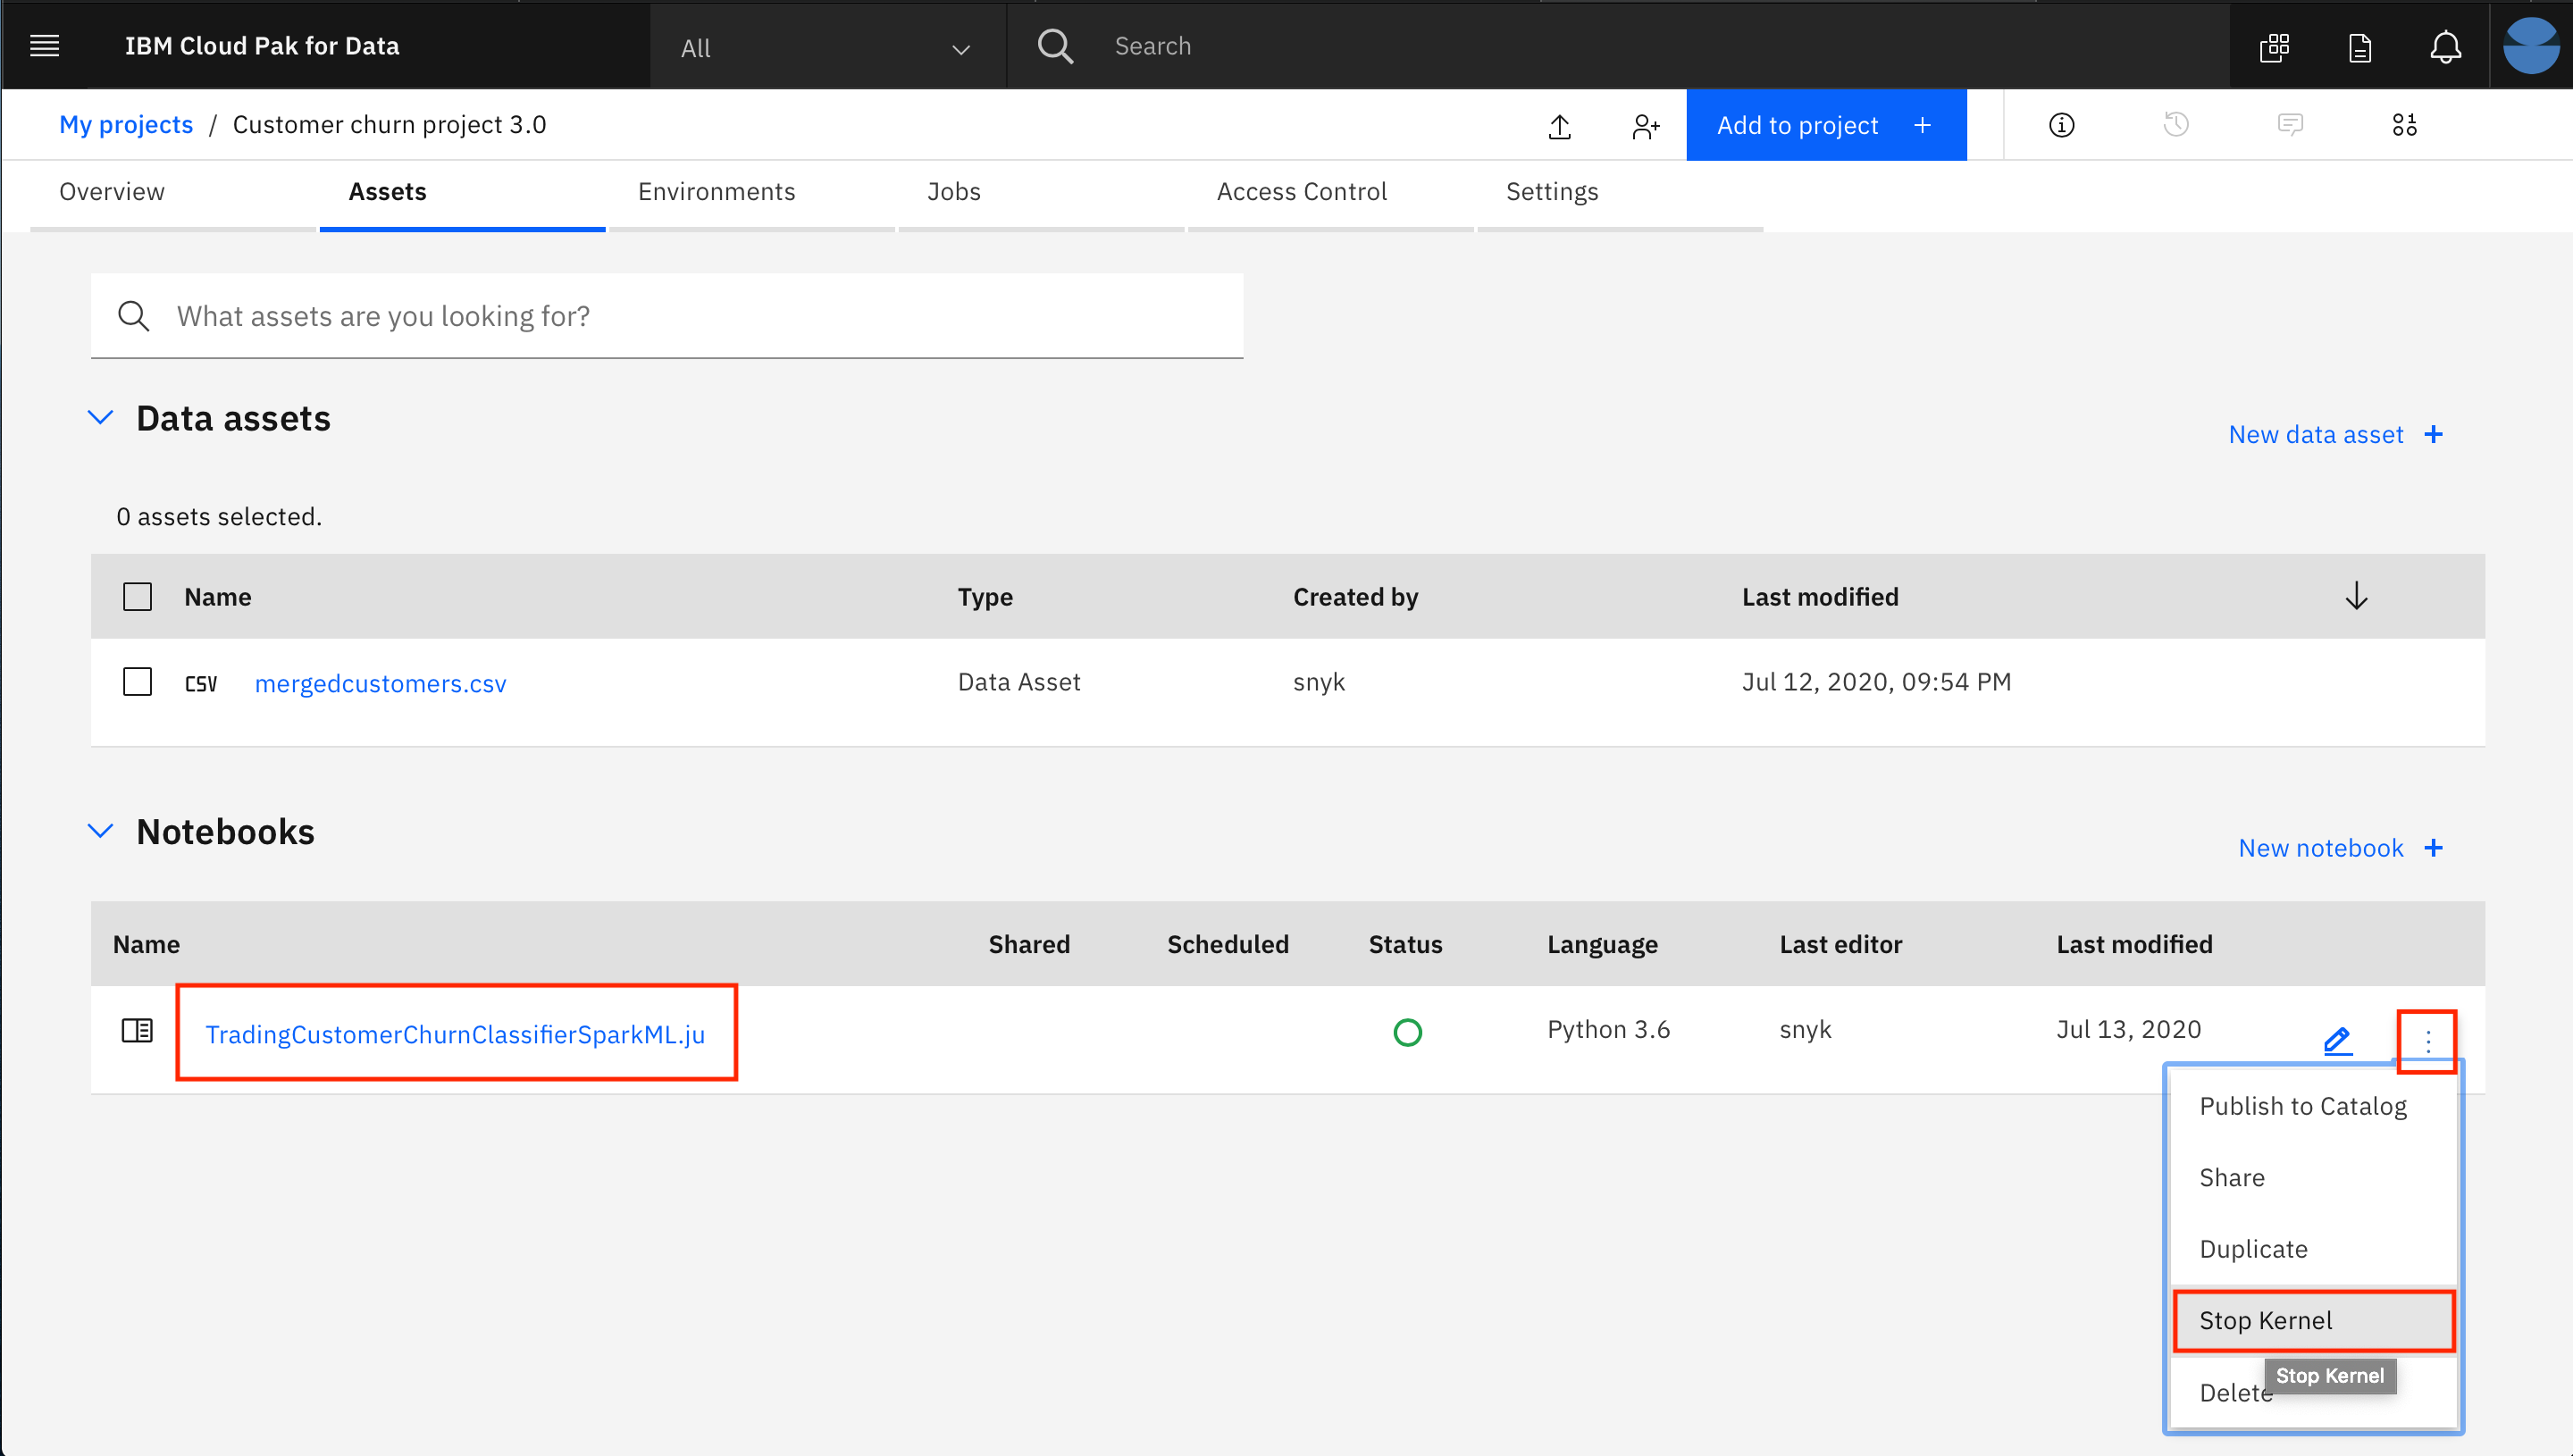 IBM Cloud Pak for Data All Search
My projects / Customer churn project 3.0 Add to project +
Overview Assets Environments Jobs Access Control Settings
What assets are you looking for?
Data assets
New data asset +
0 assets selected.
Name Type Created by Last modified
CSV mergedcustomers.csv Data Asset snyk Jul 12, 2020, 09:54 PM
Notebooks
New notebook +
Name Shared Scheduled Status Language Last editor Last modified
TradingCustomerChurnClassifierSparkML.ju Python 3.6 snyk Jul 13, 2020
Publish to Catalog
Share
Duplicate
Stop Kernel
Stop Kernel
Delete